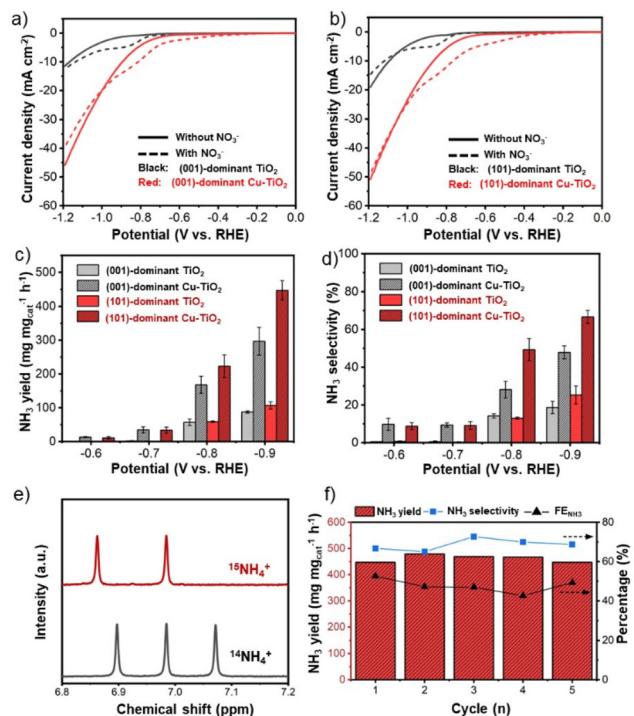 a)
Current density (mA cm⁻²)
0
-10
-20
-30
-40
-50
-60
Without NO₃⁻
With NO₃⁻
Black: (001)-dominant TiO₂
Red: (001)-dominant Cu-TiO₂
-1.2 -1.0 -0.8 -0.6 -0.4 -0.2 0.0
Potential (V vs. RHE)
b)
Current density (mA cm⁻²)
0
-10
-20
-30
-40
-50
-60
Without NO₃⁻
With NO₃⁻
Black: (101)-dominant TiO₂
Red: (101)-dominant Cu-TiO₂
-1.2 -1.0 -0.8 -0.6 -0.4 -0.2 0.0
Potential (V vs. RHE)
c)
NH₃ yield (mg mg_cat⁻¹ h⁻¹)
500
400
300
200
100
0
(001)-dominant TiO₂
(001)-dominant Cu-TiO₂
(101)-dominant TiO₂
(101)-dominant Cu-TiO₂
-0.6 -0.7 -0.8 -0.9
Potential (V vs. RHE)
d)
NH₃ selectivity (%)
100
80
60
40
20
0
(001)-dominant TiO₂
(001)-dominant Cu-TiO₂
(101)-dominant TiO₂
(101)-dominant Cu-TiO₂
-0.6 -0.7 -0.8 -0.9
Potential (V vs. RHE)
e)
Intensity (a.u.)
¹⁵NH₄⁺
¹⁴NH₄⁺
6.8 6.9 7.0 7.1 7.2
Chemical shift (ppm)
f)
NH₃ yield NH₃ selectivity FE_NH3
NH₃ yield (mg mg_cat⁻¹ h⁻¹)
600
500
400
300
200
100
0
80
60
40
20
0
Percentage (%)
1 2 3 4 5
Cycle (n)